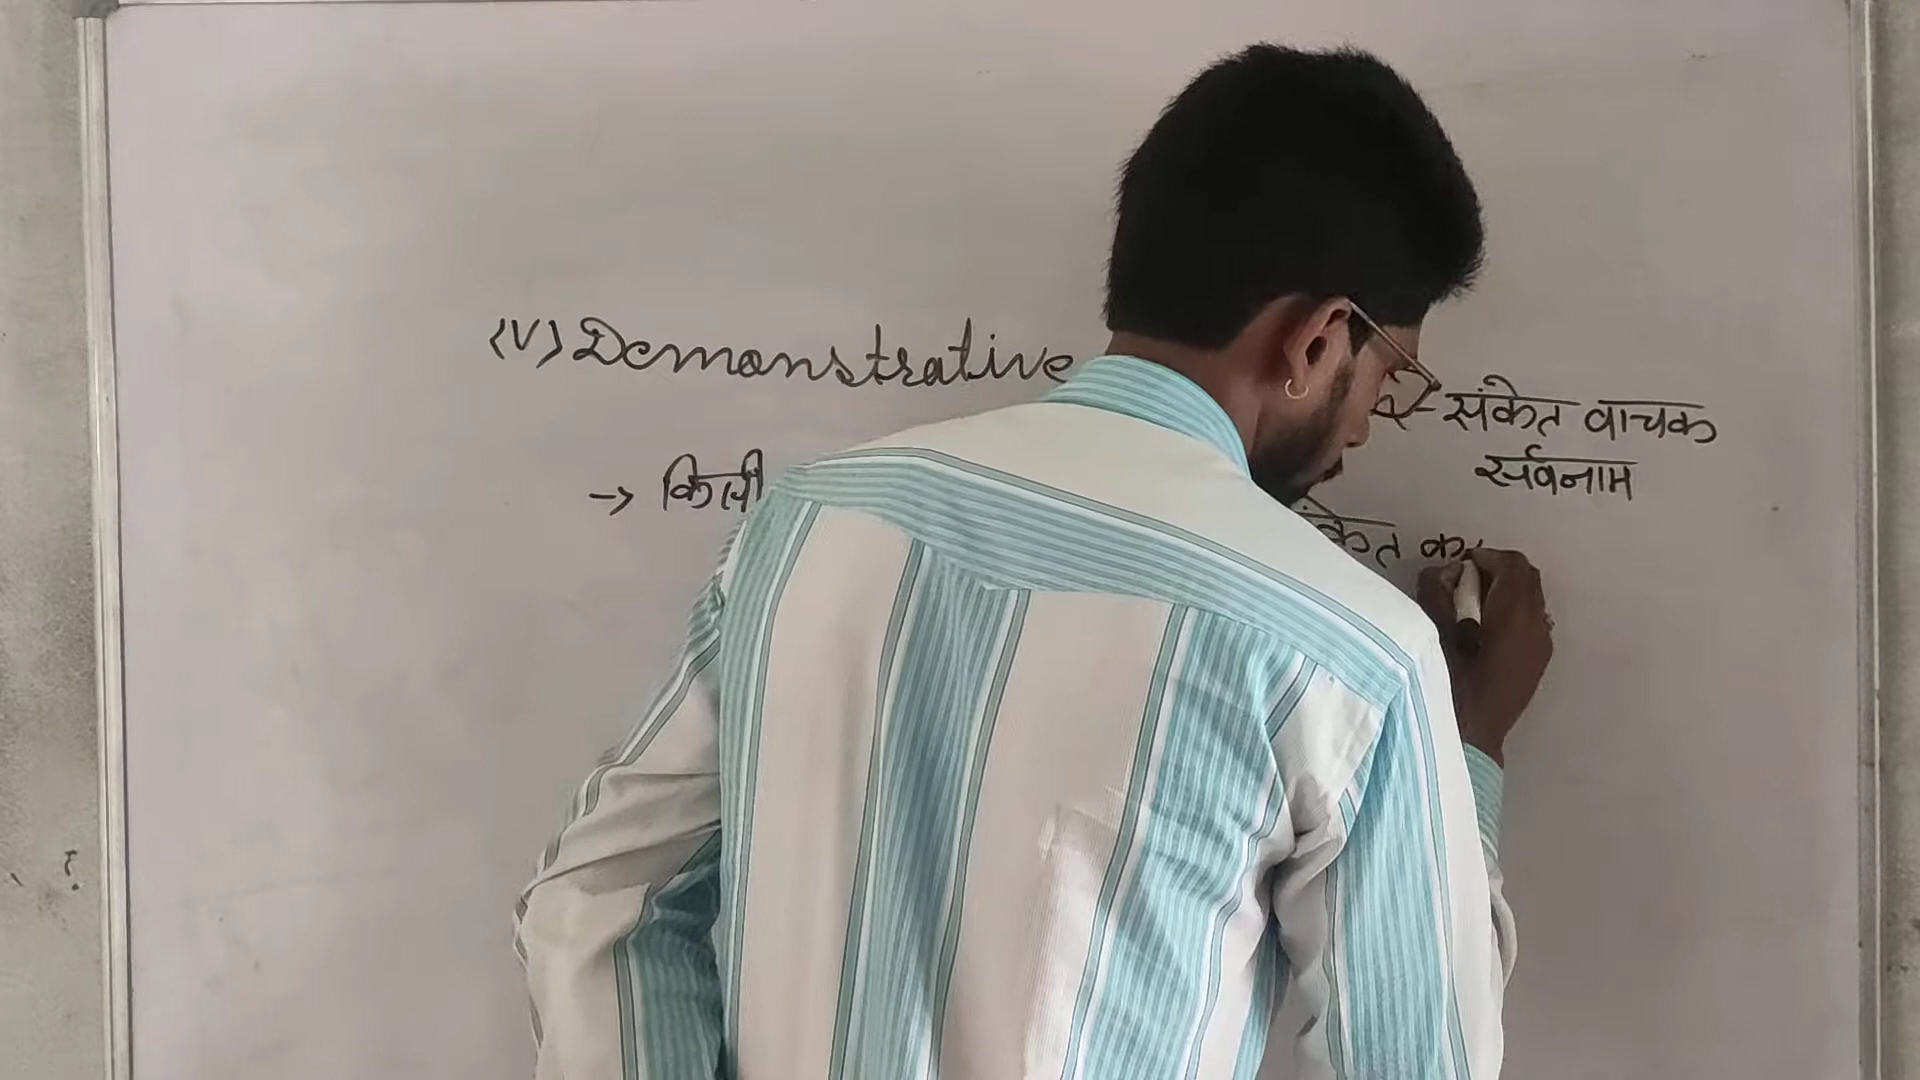 (V) Demonstrative - संकेत वाचक
सर्वनाम
→ किसी संकेत